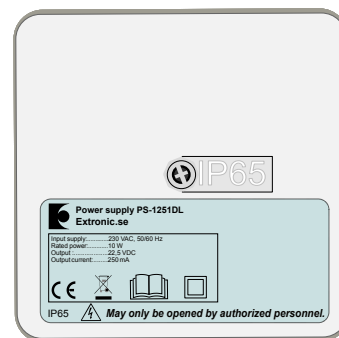 IP65
Power supply PS-1251DL
Extronic.se
Input supply:...........230 VAC, 50/60 Hz
Rated power:...........10 W
Output :...................22,5 VDC
Output current:........250 mA
CE
IP65 May only be opened by authorized personnel.